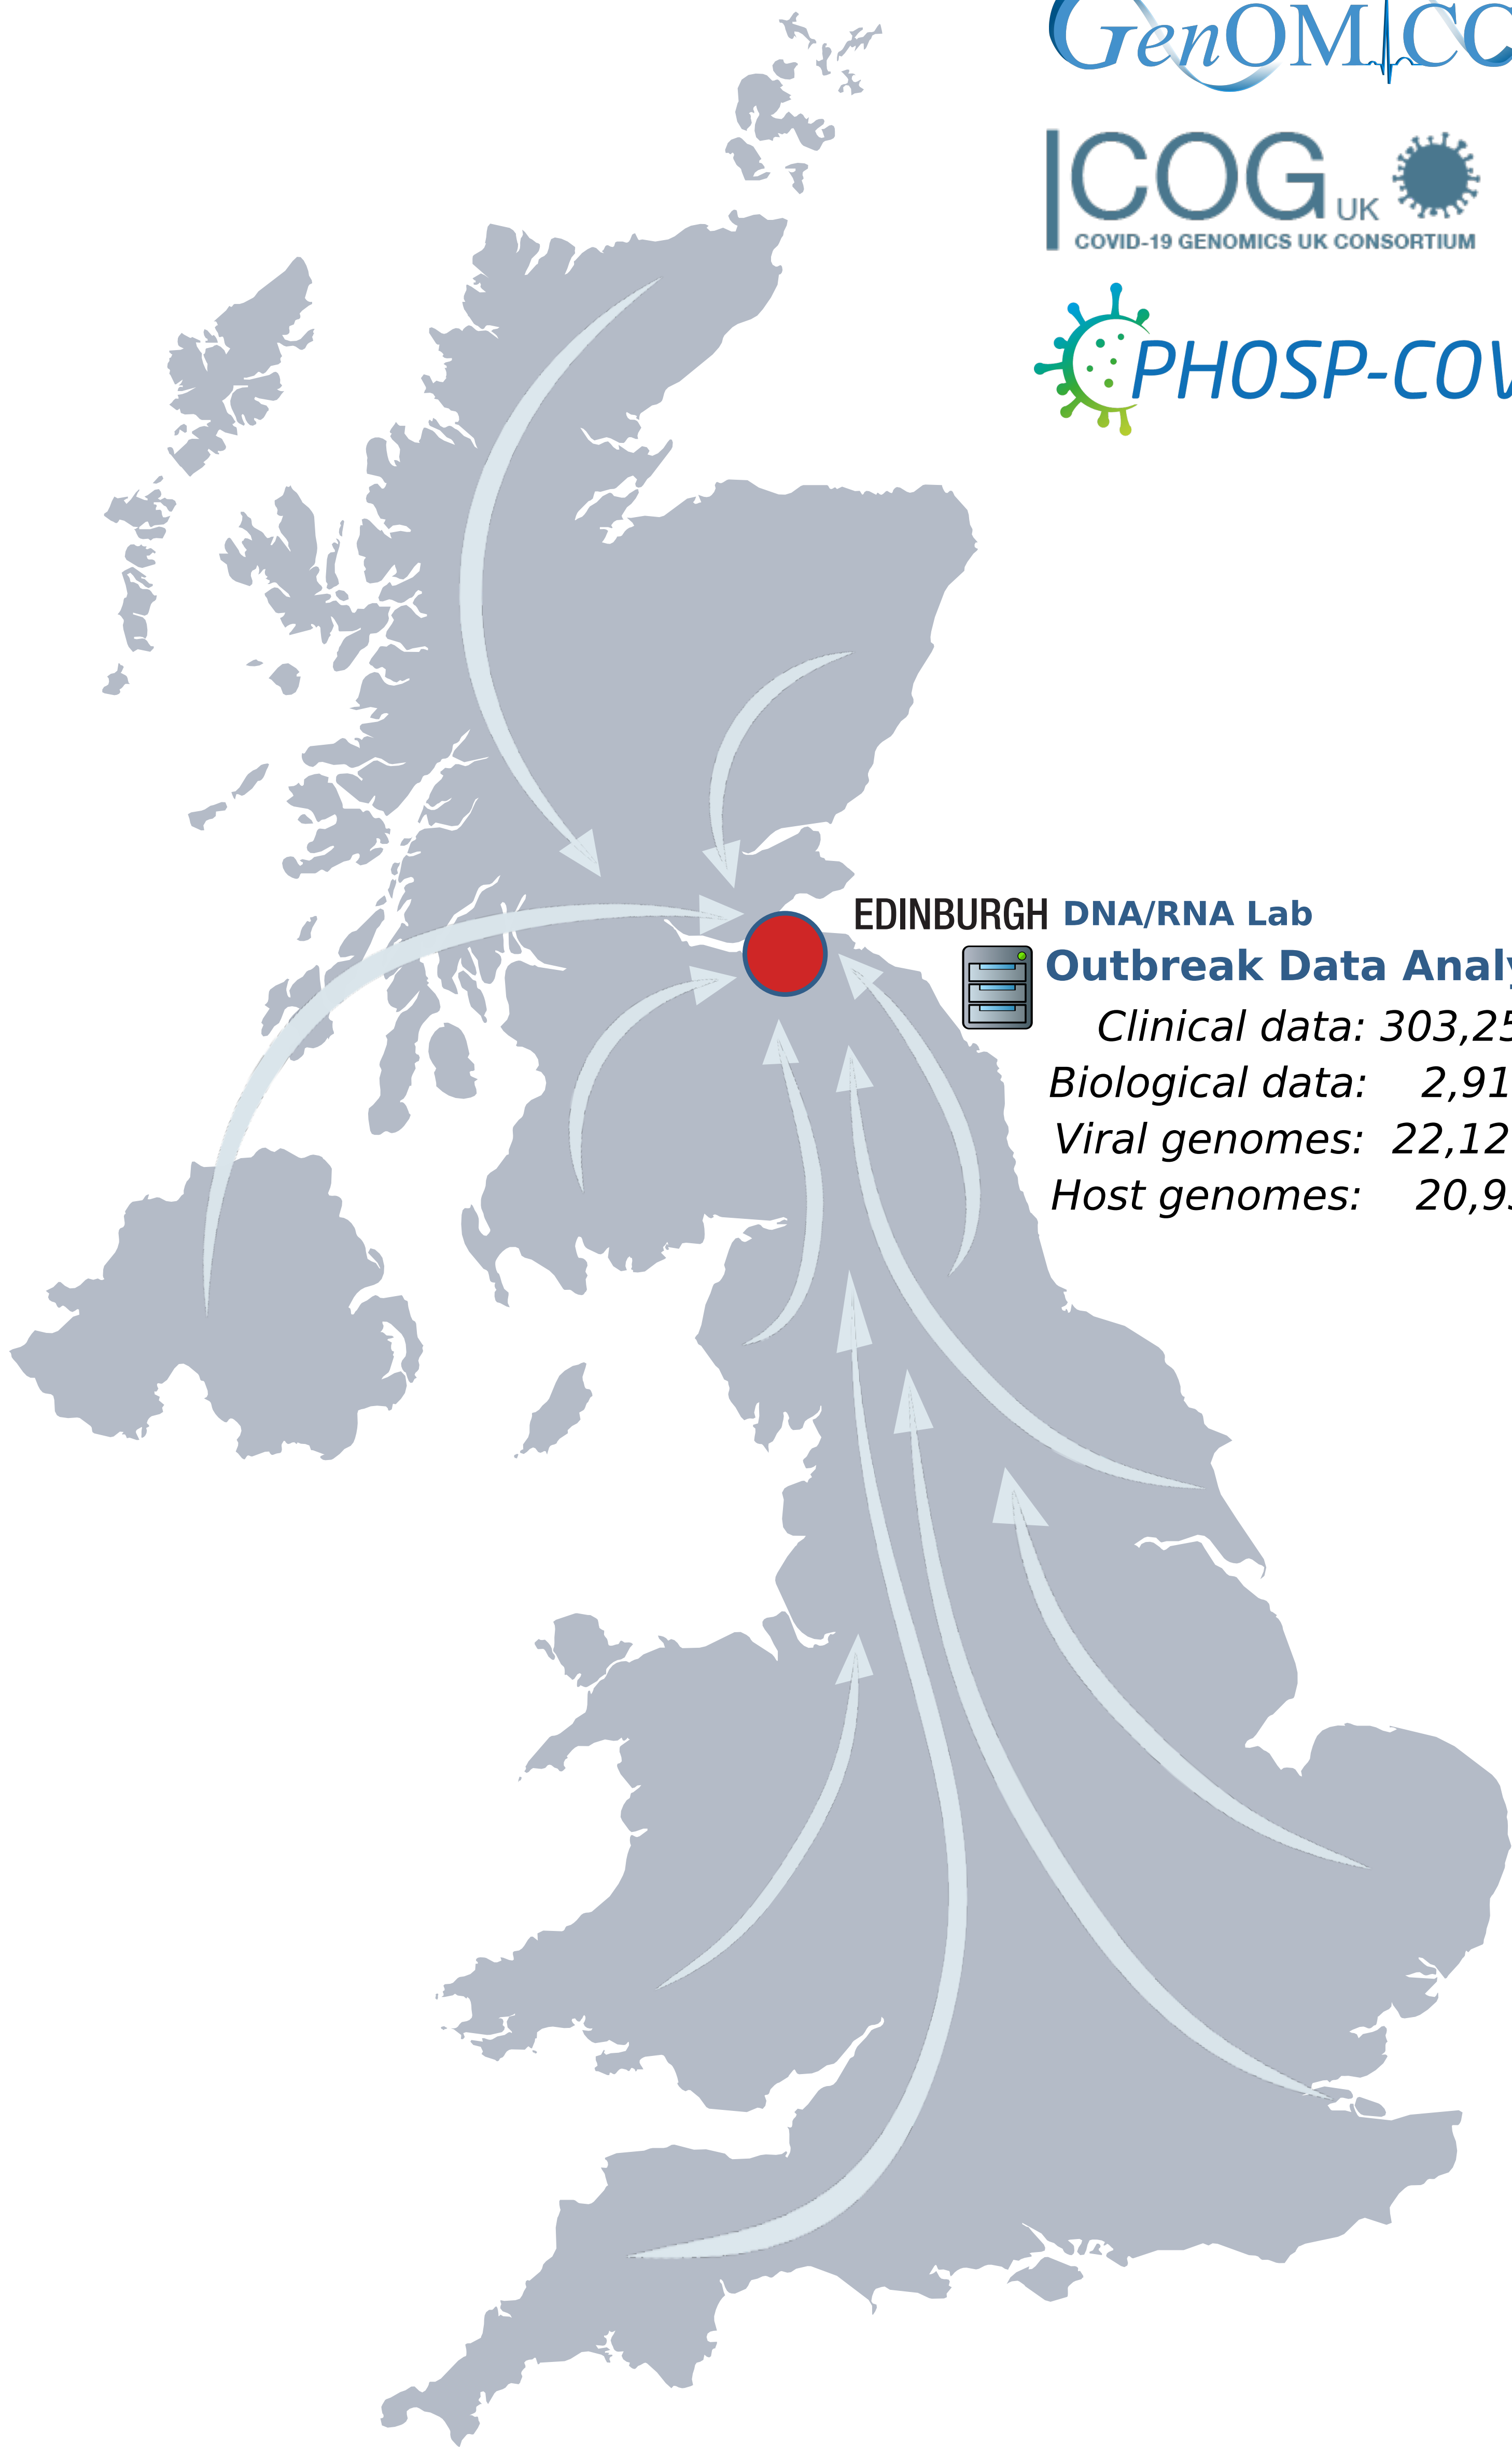 GenOMICC
COG UK
COVID-19 GENOMICS UK CONSORTIUM
PHOSP-COV
EDINBURGH DNA/RNA Lab
Outbreak Data Analy
Clinical data: 303,25
Biological data: 2,91
Viral genomes: 22,12
Host genomes: 20,9